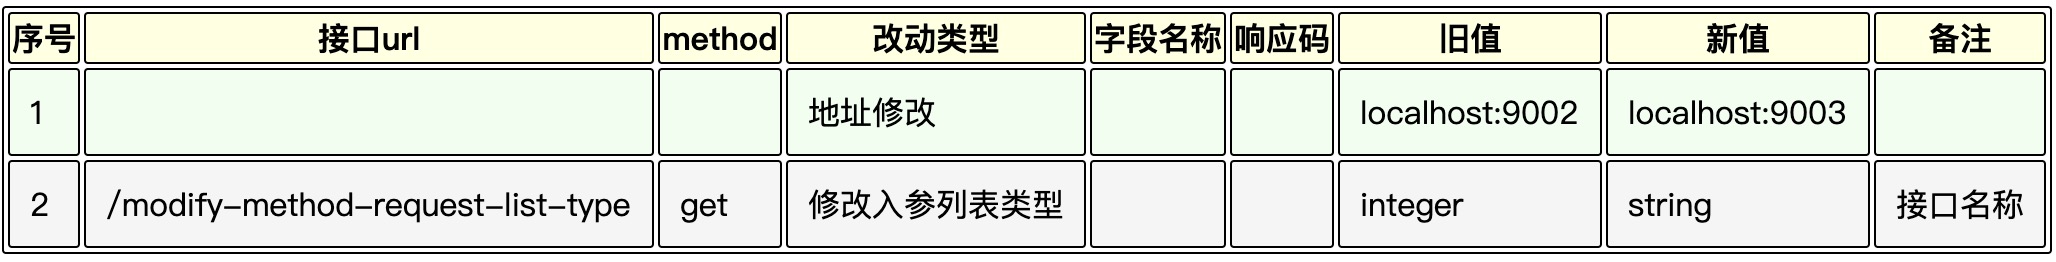 序号 接口url method 改动类型 字段名称 响应码 旧值 新值 备注
1 地址修改 localhost:9002 localhost:9003
2 /modify-method-request-list-type get 修改入参列表类型 integer string 接口名称